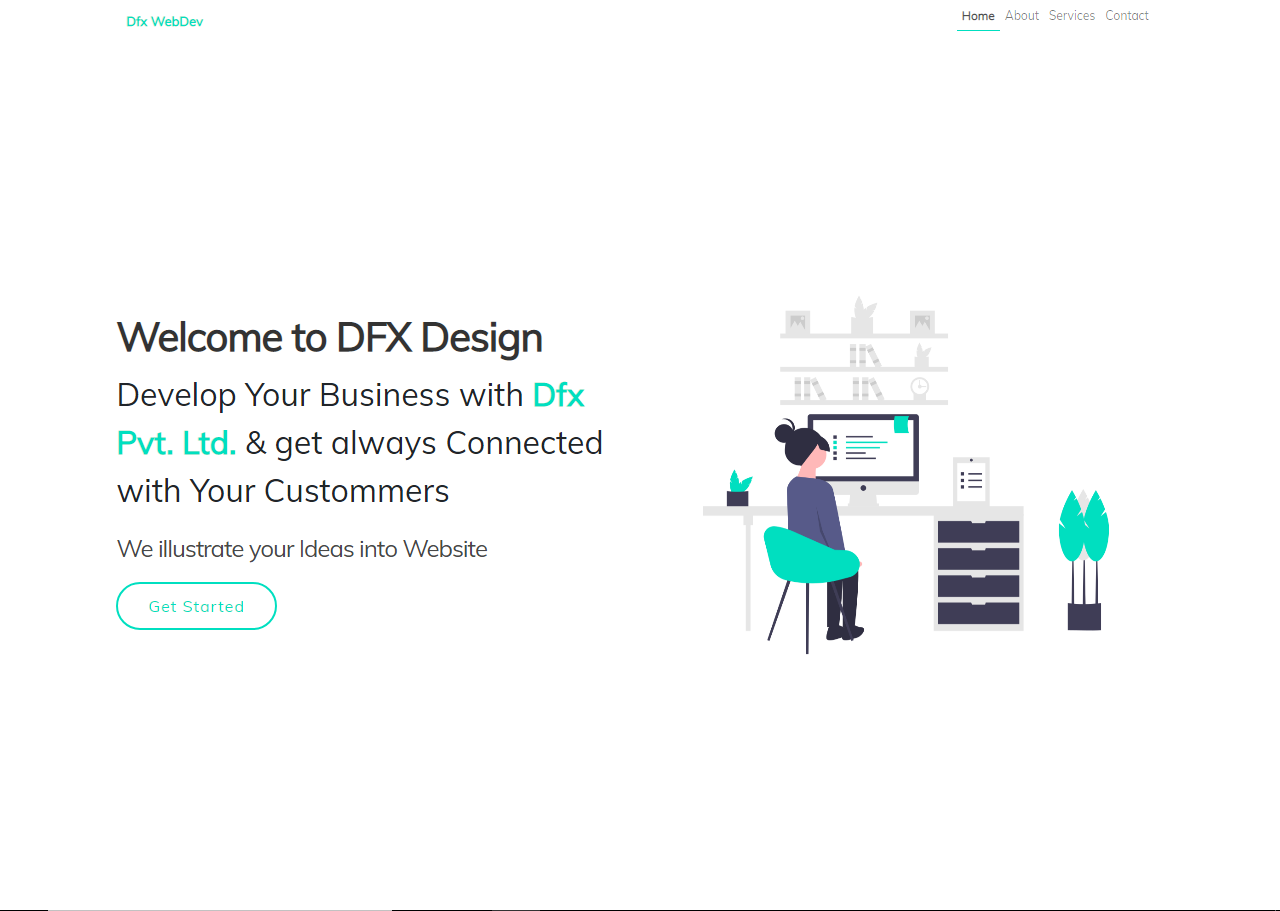 Dfx WebDev
Home About Services Contact
Welcome to DFX Design
Develop Your Business with Dfx
Pvt. Ltd. & get always Connected
with Your Custommers
We illustrate your Ideas into Website
Get Started